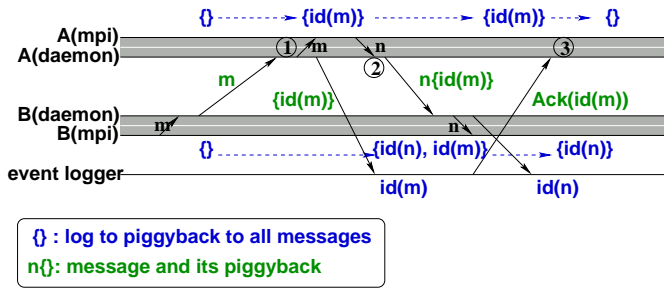 {} {id(m)} {id(m)} {}
A(mpi)
A(daemon)
1 m n 2 3
m {id(m)} n{id(m)} Ack(id(m))
B(daemon)
B(mpi)
m n
{} {id(n), id(m)} {id(n)}
event logger
id(m) id(n)
{} : log to piggyback to all messages
n{}: message and its piggyback